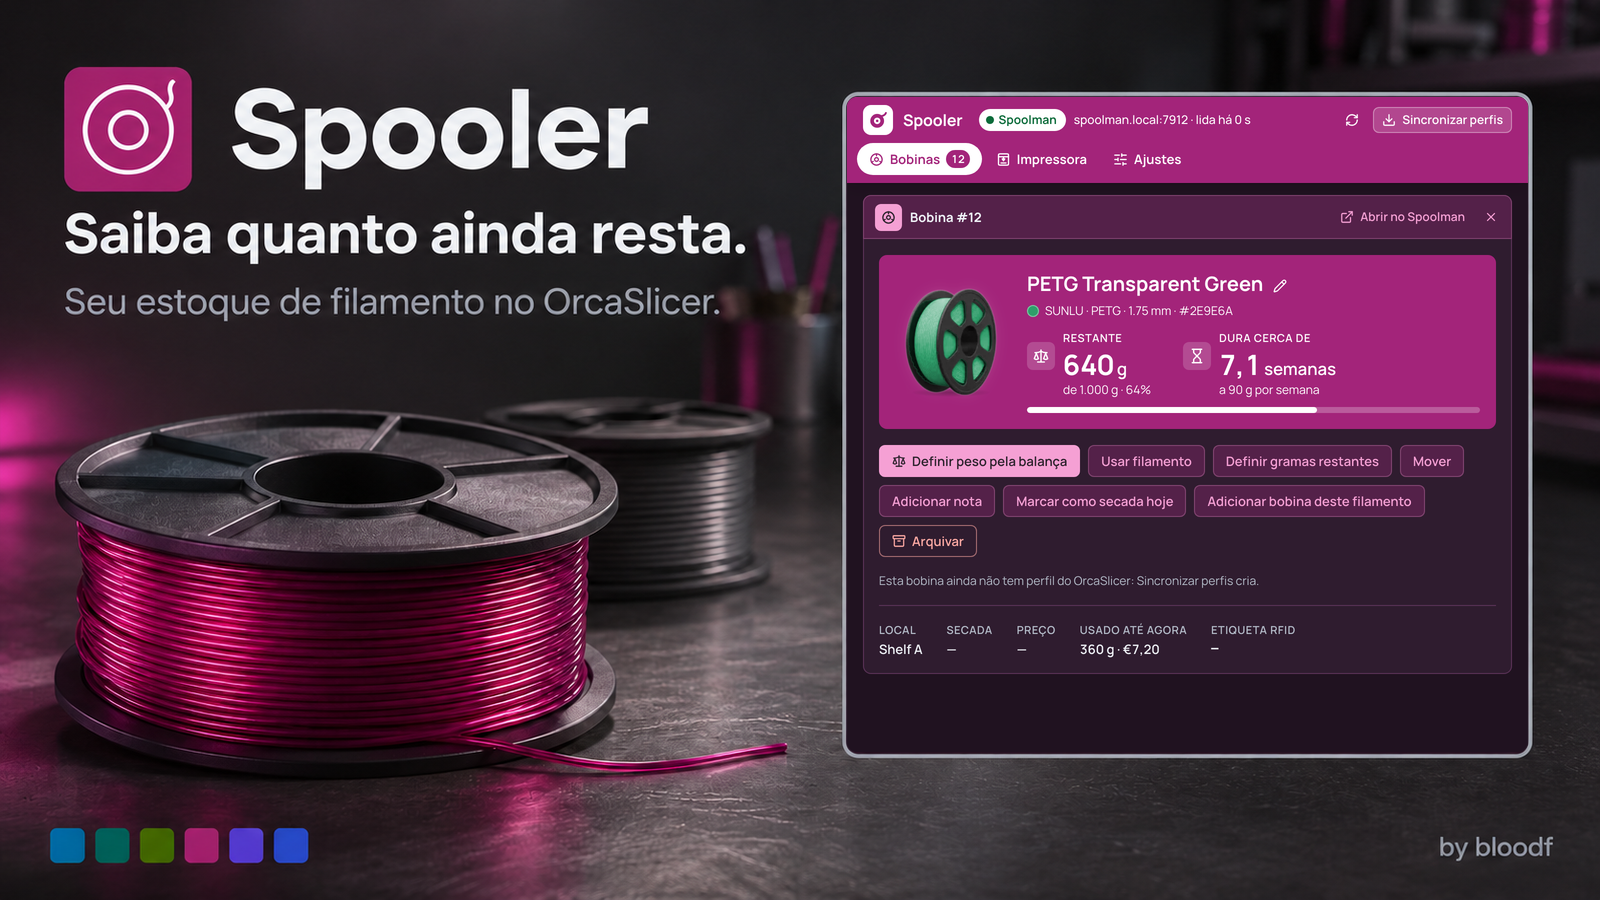 Spooler
Saiba quanto ainda resta.
Seu estoque de filamento no OrcaSlicer.
Spooler
Spoolman
spoolman.local:7912 · lida há 0 s
Sincronizar perfis
Bobinas 12
Impressora
Ajustes
Bobina #12
Abrir no Spoolman
PETG Transparent Green
SUNLU · PETG · 1.75 mm · #2E9E6A
RESTANTE
640 g
de 1.000 g · 64%
DURA CERCA DE
7,1 semanas
a 90 g por semana
Definir peso pela balança
Usar filamento
Definir gramas restantes
Mover
Adicionar nota
Marcar como secada hoje
Adicionar bobina deste filamento
Arquivar
Esta bobina ainda não tem perfil do OrcaSlicer: Sincronizar perfis cria.
LOCAL
Shelf A
SECADA
—
PREÇO
—
USADO ATÉ AGORA
360 g · €7,20
ETIQUETA RFID
—
by bloodf